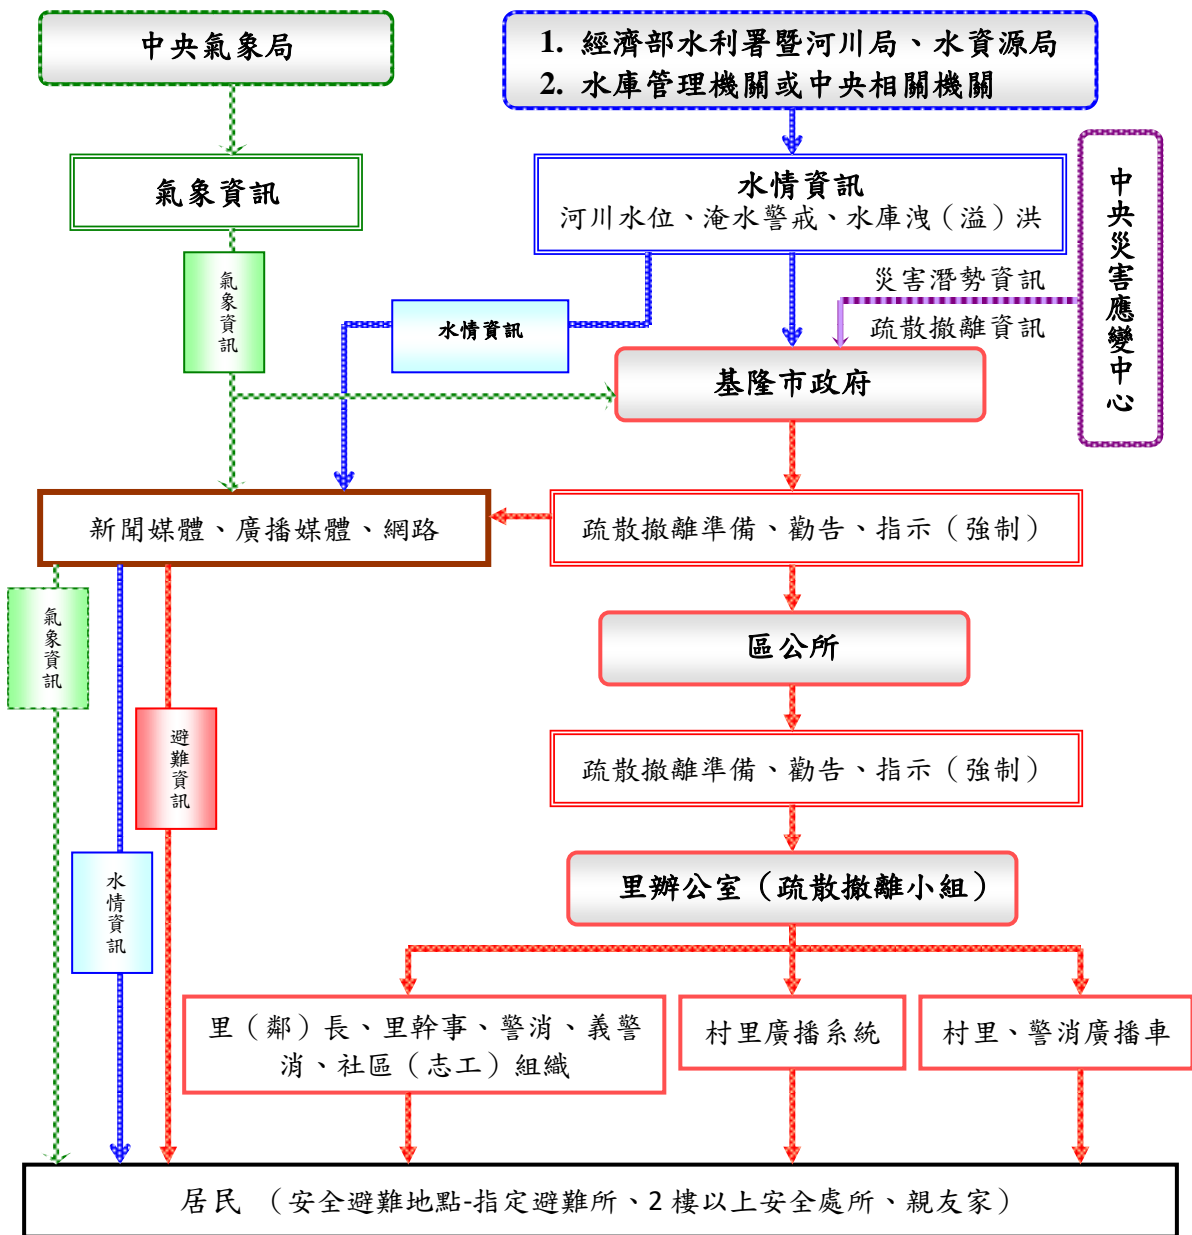 中央氣象局
1. 經濟部水利署暨河川局、水資源局
2. 水庫管理機關或中央相關機關
氣象資訊
水情資訊
河川水位、淹水警戒、水庫洩（溢）洪
中央災害應變中心
氣象資訊
水情資訊
災害潛勢資訊
疏散撤離資訊
基隆市政府
新聞媒體、廣播媒體、網路
疏散撤離準備、勸告、指示（強制）
氣象資訊
區公所
避難資訊
疏散撤離準備、勸告、指示（強制）
水情資訊
里辦公室（疏散撤離小組）
里（鄰）長、里幹事、警消、義警
消、社區（志工）組織
村里廣播系統
村里、警消廣播車
居民 （安全避難地點-指定避難所、2 樓以上安全處所、親友家）